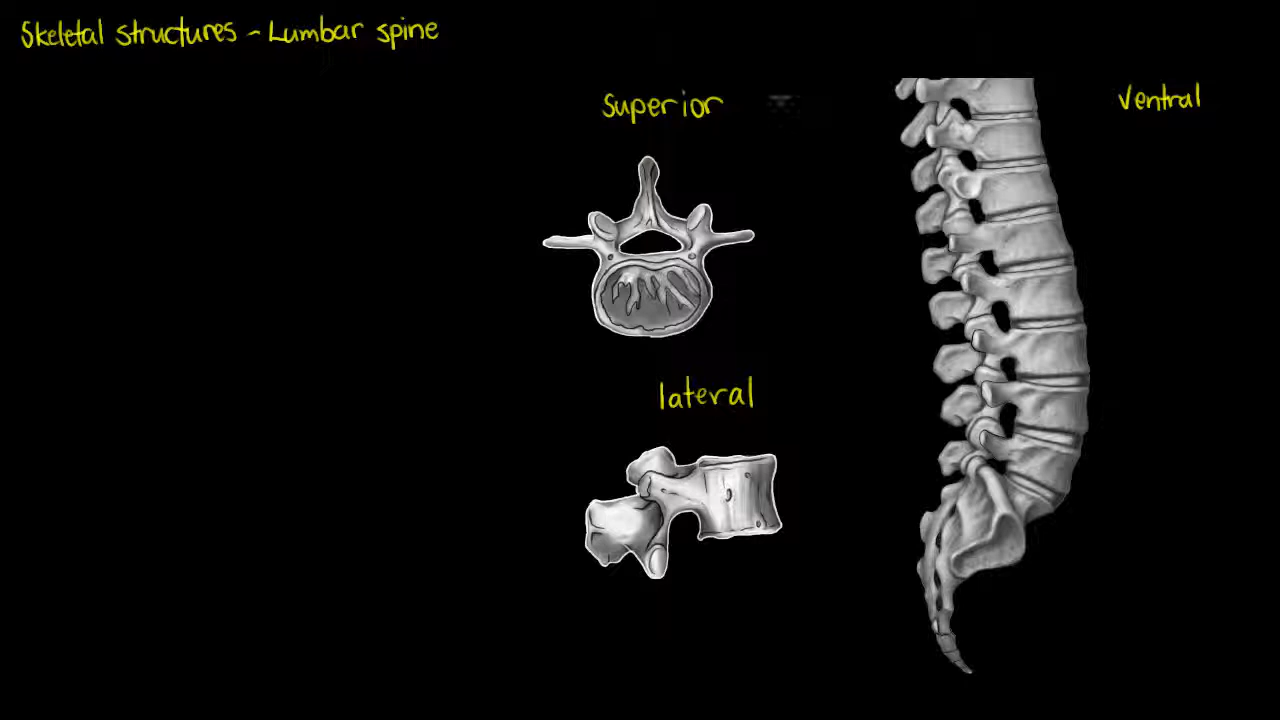 Skeletal structures - Lumbar spine
Superior
Ventral
lateral